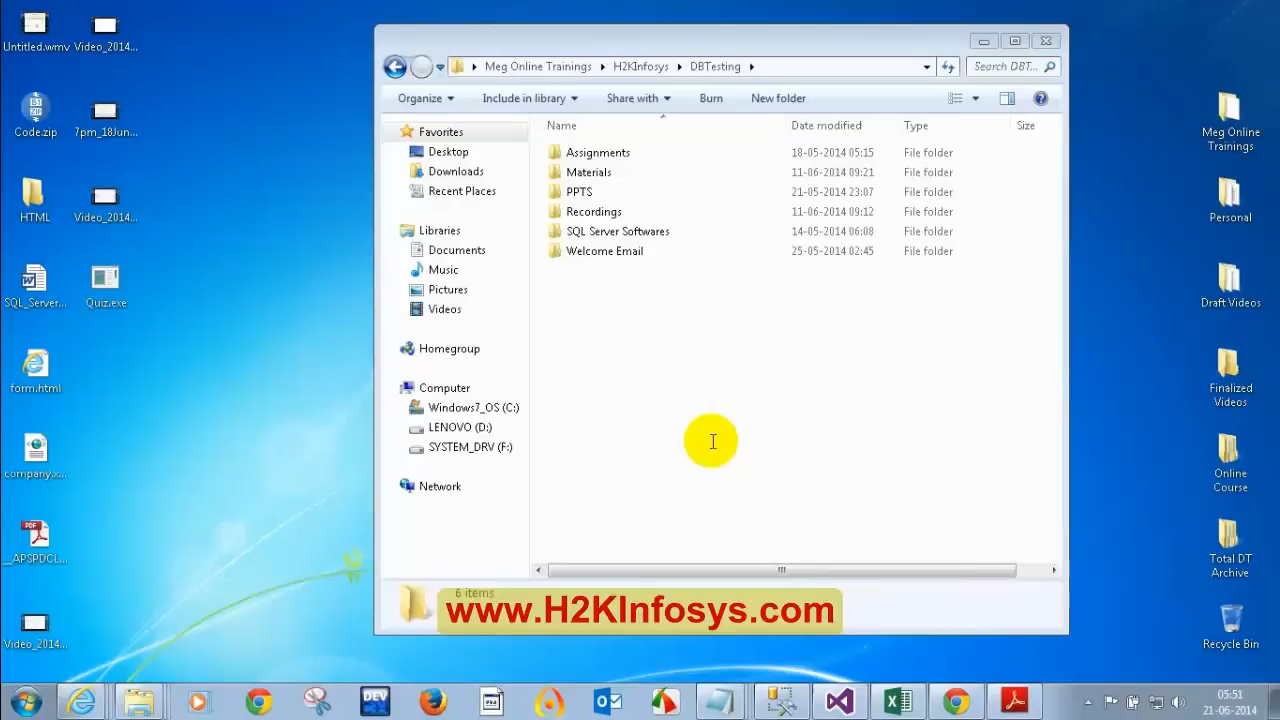 Untitled.wmv
Video_2014...
Code.zip
7pm_18Jun...
HTML
Video_2014...
SQL_Server...
Quiz.exe
form.html
company.x...
__APSPDCL...
Video_2014...
Meg Online Trainings
H2KInfosys
DBTesting
Search DBT...
Organize
Include in library
Share with
Burn
New folder
Favorites
Desktop
Downloads
Recent Places
Libraries
Documents
Music
Pictures
Videos
Homegroup
Computer
Windows7_OS (C:)
LENOVO (D:)
SYSTEM_DRV (F:)
Network
Name Date modified Type Size
Assignments 18-05-2014 05:15 File folder
Materials 11-06-2014 09:21 File folder
PPTS 21-05-2014 23:07 File folder
Recordings 11-06-2014 09:12 File folder
SQL Server Softwares 14-05-2014 06:08 File folder
Welcome Email 25-05-2014 02:45 File folder
6 items
www.H2KInfosys.com
Meg Online
Trainings
Personal
Draft Videos
Finalized
Videos
Online
Course
Total DT
Archive
Recycle Bin
DEV
05:51
21-06-2014